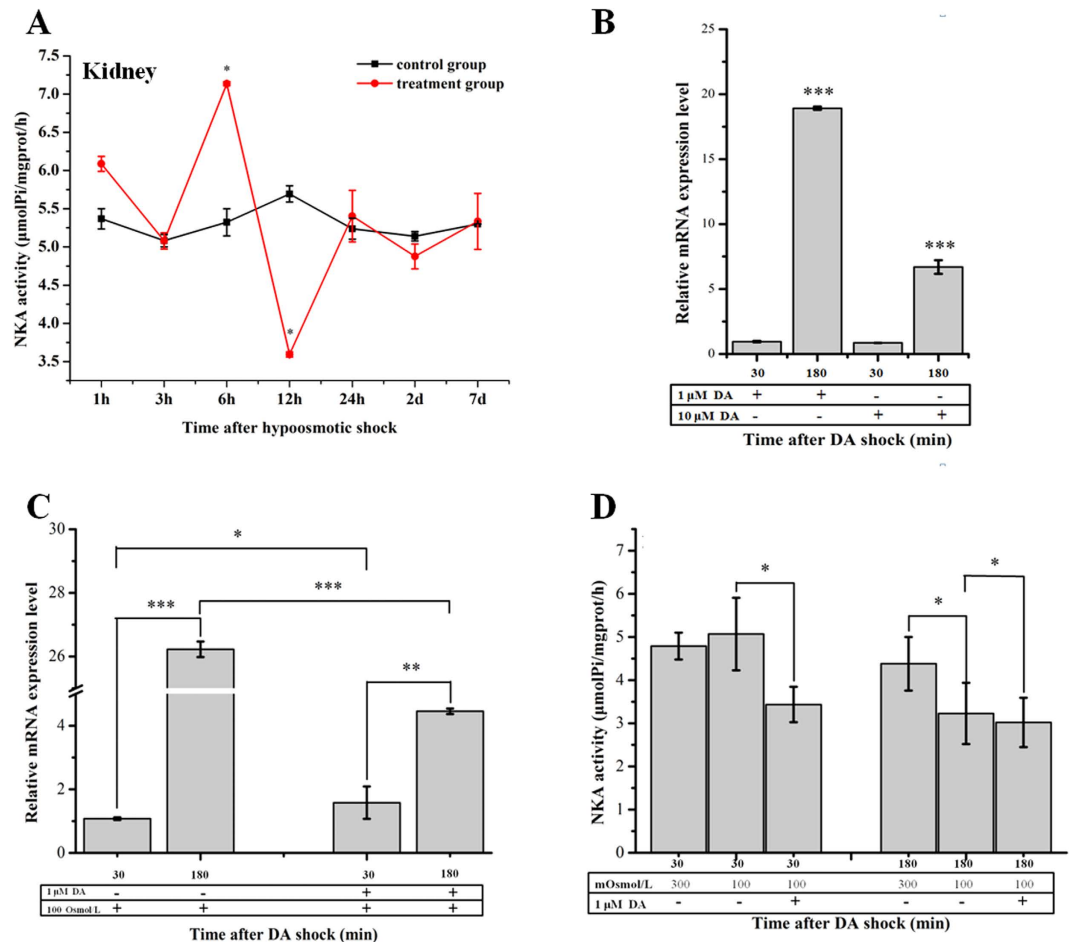 A
Kidney
control group
treatment group
NKA activity (μmolPi/mgprot/h)
7.5
7.0
6.5
6.0
5.5
5.0
4.5
4.0
3.5
*
*
1h 3h 6h 12h 24h 2d 7d
Time after hypoosmotic shock
B
Relative mRNA expression level
25
20
15
10
5
0
***
***
30 180 30 180
1 μM DA + + - -
10 μM DA - - + +
Time after DA shock (min)
C
Relative mRNA expression level
30
28
26
4
2
0
*
***
***
**
30 180 30 180
1 μM DA - - + +
100 Osmol/L + + + +
Time after DA shock (min)
D
NKA activity (μmolPi/mgprot/h)
7
6
5
4
3
2
1
0
*
*
*
30 30 30 180 180 180
mOsmol/L 300 100 100 300 100 100
1 μM DA - - + - - +
Time after DA shock (min)